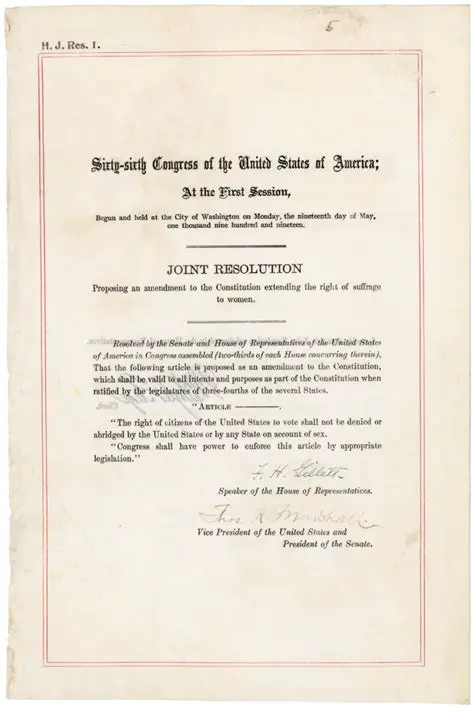 5
H. J. Res. 1.
Sixty-sixth Congress of the United States of America;
At the First Session,
Begun and held at the City of Washington on Monday, the nineteenth day of May,
one thousand nine hundred and nineteen.
JOINT RESOLUTION
Proposing an amendment to the Constitution extending the right of suffrage
to women.
Resolved by the Senate and House of Representatives of the United States
of America in Congress assembled (two-thirds of each House concurring therein),
That the following article is proposed as an amendment to the Constitution,
which shall be valid to all intents and purposes as part of the Constitution when
ratified by the legislatures of three-fourths of the several States.
"ARTICLE ————.
"The right of citizens of the United States to vote shall not be denied or
abridged by the United States or by any State on account of sex.
"Congress shall have power to enforce this article by appropriate
legislation."
F. H. Gillett
Speaker of the House of Representatives.
Thos. R. Marshall
Vice President of the United States and
President of the Senate.